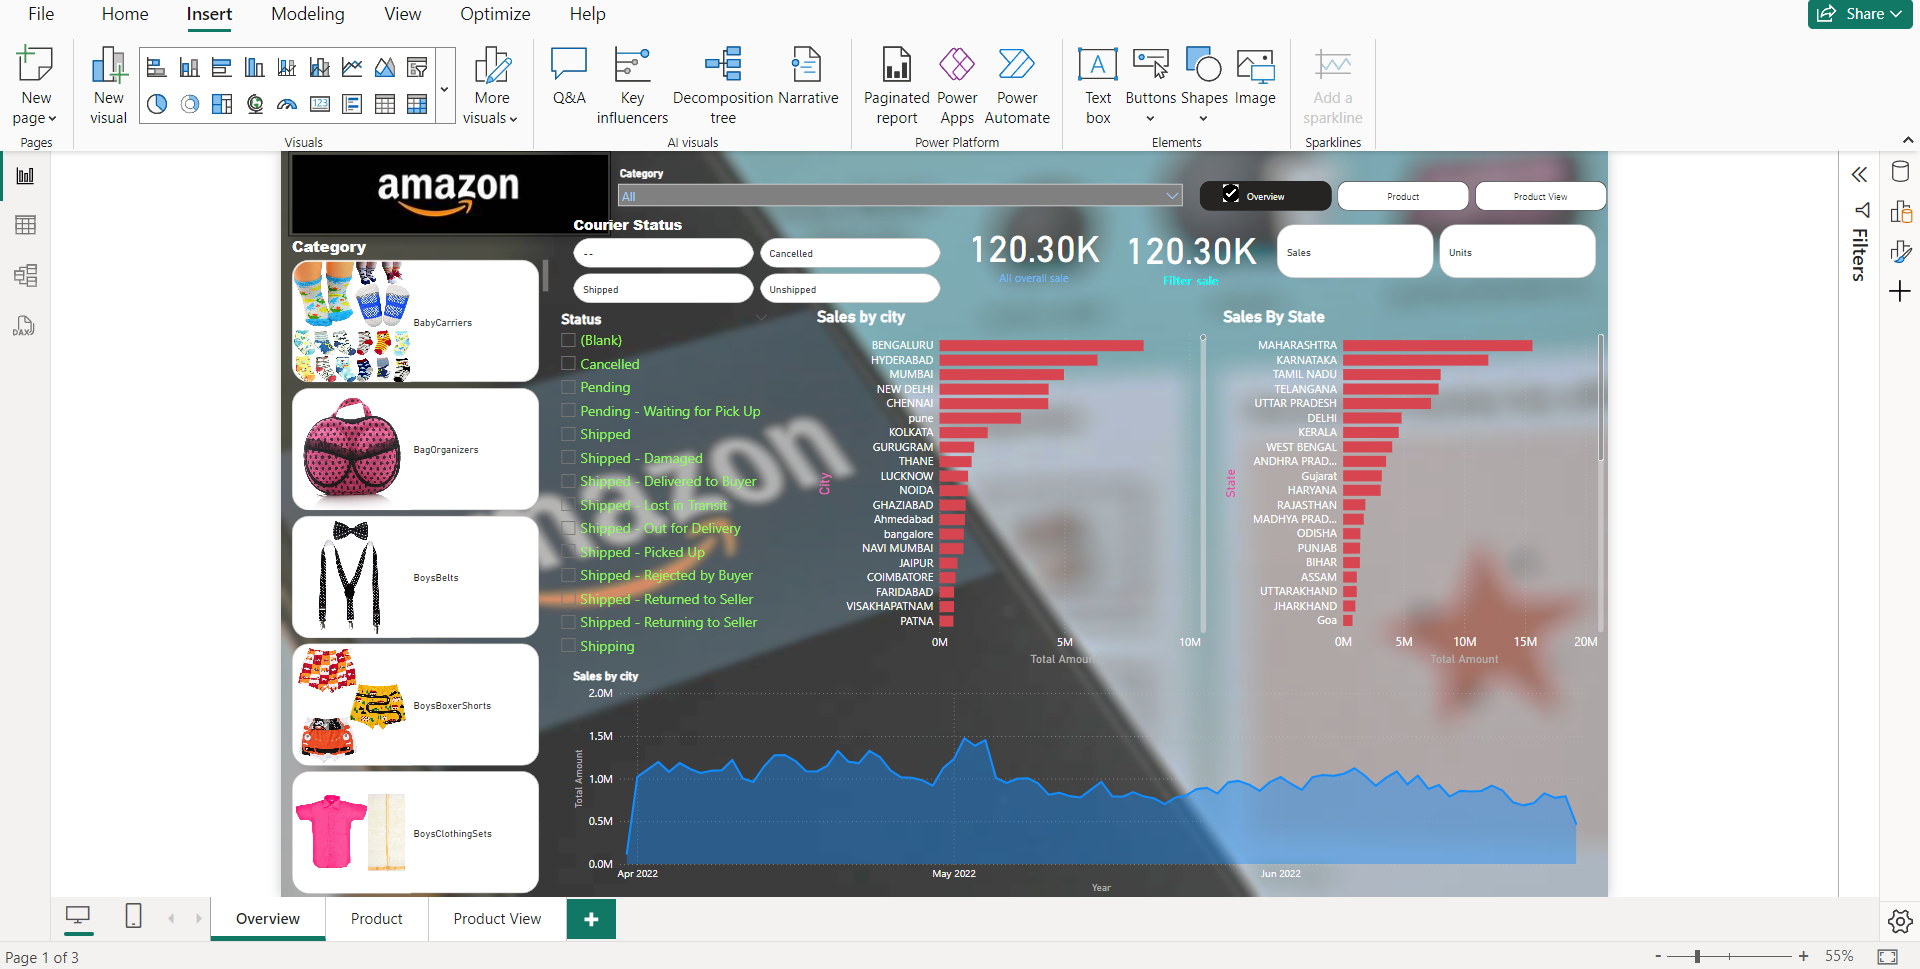 File Home Insert Modeling View Optimize Help
Share
New page
New visual
More visuals
Q&A
Key influencers
Decomposition tree
Narrative
Paginated report
Power Apps
Power Automate
Text box
Buttons
Shapes
Image
Add a sparkline
Pages
Visuals
AI visuals
Power Platform
Elements
Sparklines
123
DAX
amazon
Category
All
Overview
Product
Product View
Courier Status
--
Cancelled
Shipped
Unshipped
120.30K
All overall sale
120.30K
Filter sale
Sales
Units
Filters
Category
BabyCarriers
BagOrganizers
BoysBelts
BoysBoxerShorts
BoysClothingSets
Status
(Blank)
Cancelled
Pending
Pending - Waiting for Pick Up
Shipped
Shipped - Damaged
Shipped - Delivered to Buyer
Shipped - Lost in Transit
Shipped - Out for Delivery
Shipped - Picked Up
Shipped - Rejected by Buyer
Shipped - Returned to Seller
Shipped - Returning to Seller
Shipping
mazon
Sales by city
City
BENGALURU
HYDERABAD
MUMBAI
NEW DELHI
CHENNAI
pune
KOLKATA
GURUGRAM
THANE
LUCKNOW
NOIDA
GHAZIABAD
Ahmedabad
bangalore
NAVI MUMBAI
JAIPUR
COIMBATORE
FARIDABAD
VISAKHAPATNAM
PATNA
0M 5M 10M
Total Amoun
Sales By State
State
MAHARASHTRA
KARNATAKA
TAMIL NADU
TELANGANA
UTTAR PRADESH
DELHI
KERALA
WEST BENGAL
ANDHRA PRAD...
Gujarat
HARYANA
RAJASTHAN
MADHYA PRAD...
ODISHA
PUNJAB
BIHAR
ASSAM
UTTARAKHAND
JHARKHAND
Goa
0M 5M 10M 15M 20M
Total Amount
Sales by city
Total Amount
2.0M
1.5M
1.0M
0.5M
0.0M
Apr 2022 May 2022 Jun 2022
Year
Overview Product Product View +
Page 1 of 3
- + 55%